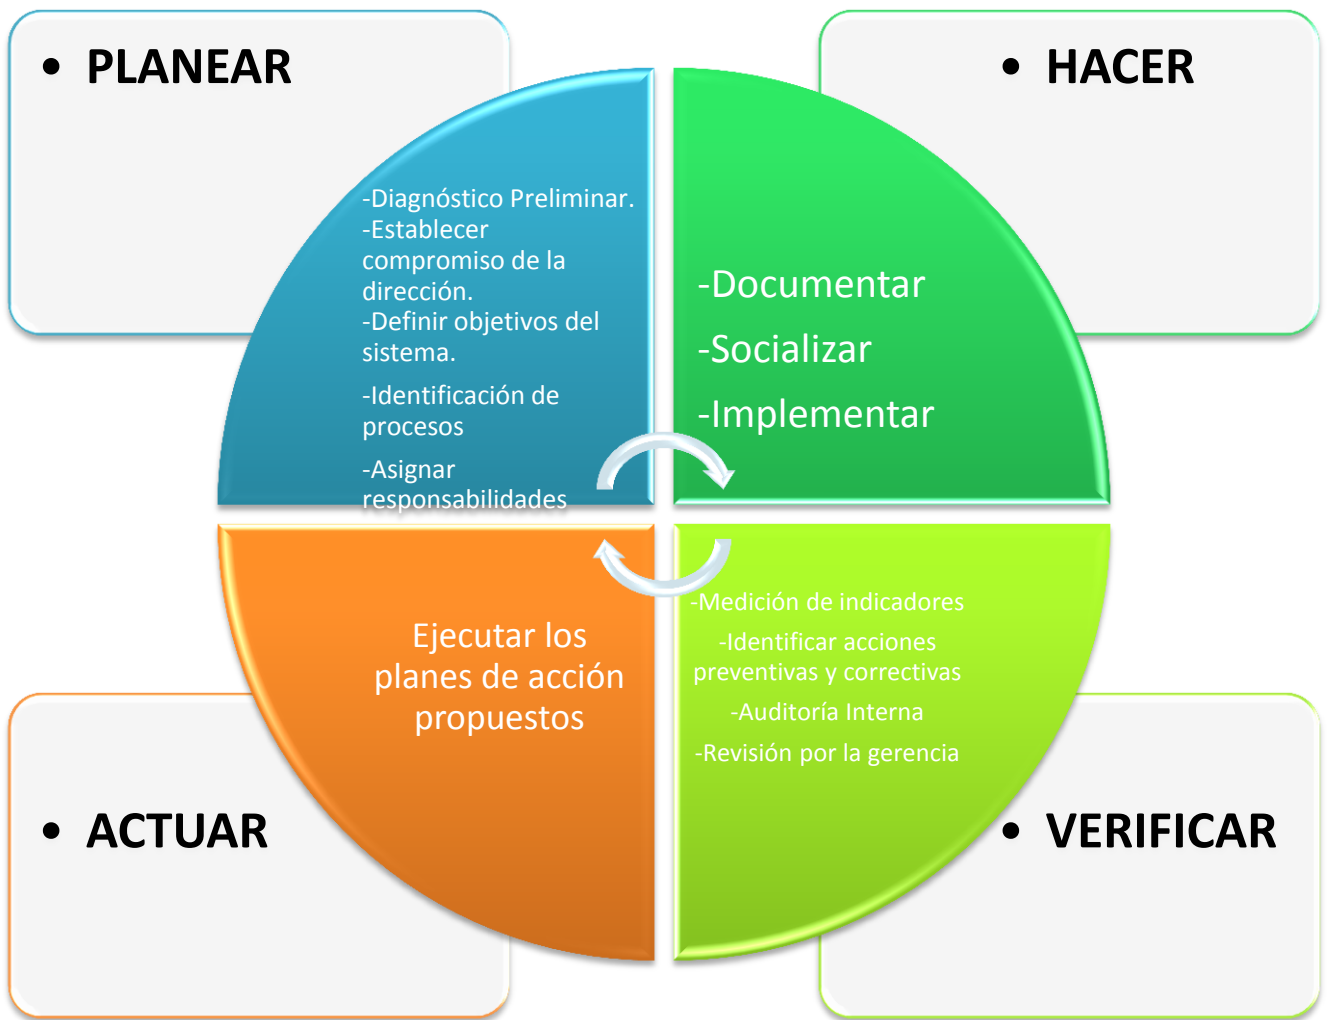 • PLANEAR
-Diagnóstico Preliminar.
-Establecer
compromiso de la
dirección.
-Definir objetivos del
sistema.
-Identificación de
procesos
-Asignar
responsabilidades
• HACER
-Documentar
-Socializar
-Implementar
• ACTUAR
Ejecutar los
planes de acción
propuestos
• VERIFICAR
-Medición de indicadores
-Identificar acciones
preventivas y correctivas
-Auditoría Interna
-Revisión por la gerencia